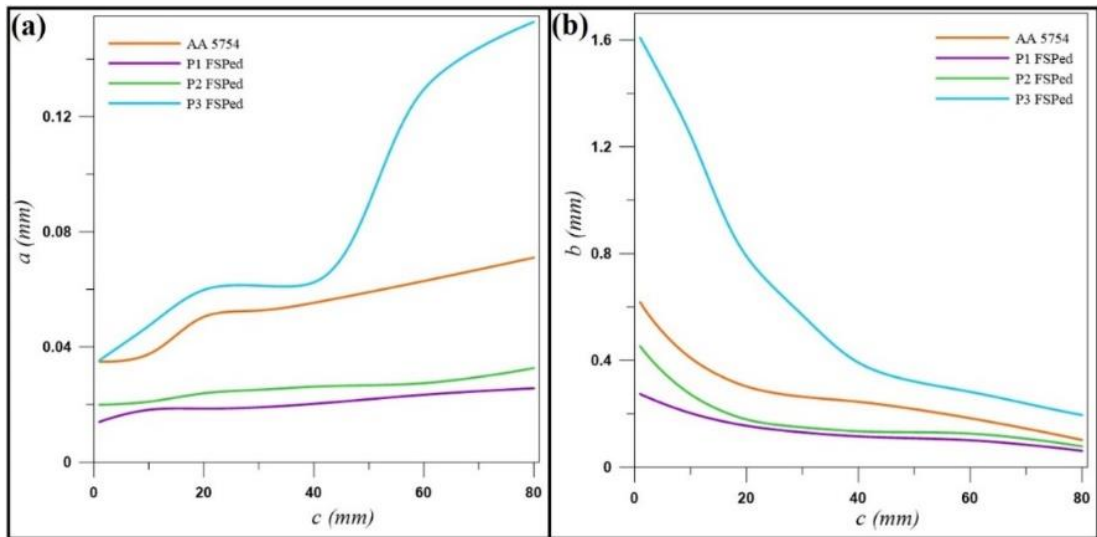 (a)
AA 5754
P1 FSPed
P2 FSPed
P3 FSPed
0.12
0.08
0.04
0
a (mm)
0 20 40 60 80
c (mm)
(b)
AA 5754
P1 FSPed
P2 FSPed
P3 FSPed
1.6
1.2
0.8
0.4
0
b (mm)
0 20 40 60 80
c (mm)